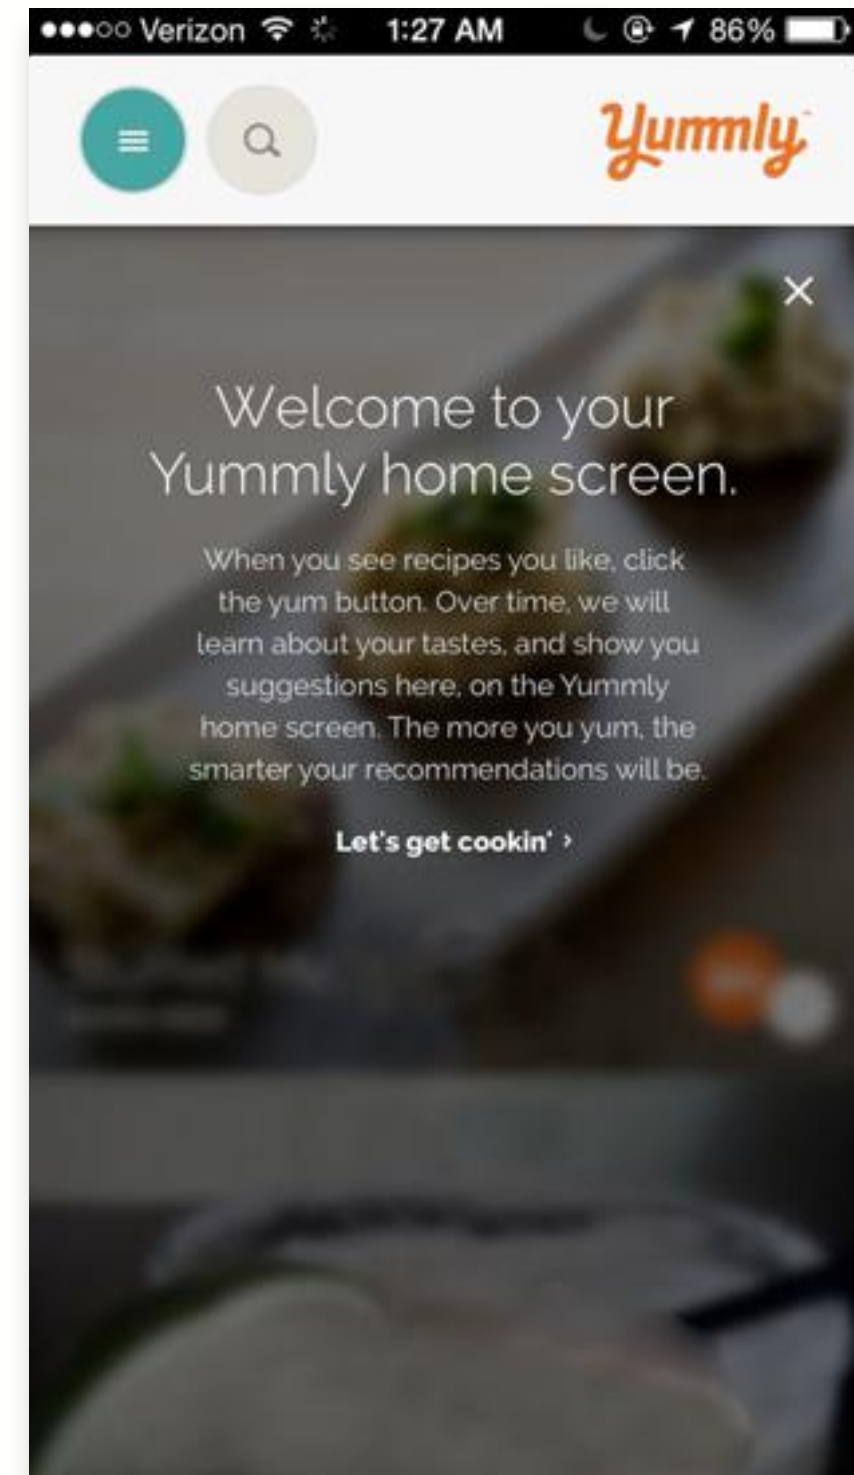 Verizon 1:27 AM 86%
Yummly
Welcome to your
Yummly home screen.
When you see recipes you like, click
the yum button. Over time, we will
learn about your tastes, and show you
suggestions here, on the Yummly
home screen. The more you yum, the
smarter your recommendations will be.
Let's get cookin' ›